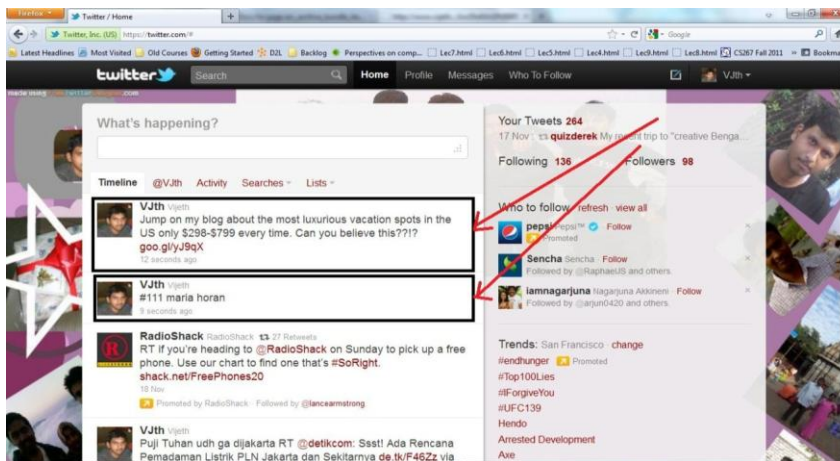 Firefox
Twitter / Home
+
Twitter, Inc. (US) https://twitter.com/#
Google
Latest Headlines Most Visited Old Courses Getting Started D2L Backlog Perspectives on comp... Lec7.html Lec6.html Lec5.html Lec4.html Lec9.html Lec8.html CS267 Fall 2011 » Bookma
twitter Search Home Profile Messages Who To Follow VJth
What's happening?
Timeline @VJth Activity Searches Lists
VJth Vijeth
Jump on my blog about the most luxurious vacation spots in the
US only $298-$799 every time. Can you believe this??!?
goo.gl/yJ9qX
12 seconds ago
VJth Vijeth
#111 maria horan
9 seconds ago
RadioShack RadioShack 27 Retweets
RT if you're heading to @RadioShack on Sunday to pick up a free
phone. Use our chart to find one that's #SoRight.
shack.net/FreePhones20
18 Nov
Promoted by RadioShack · Followed by @lancearmstrong
VJth Vijeth
Puji Tuhan udh ga dijakarta RT @detikcom: Ssst! Ada Rencana
Pemadaman Listrik PLN Jakarta dan Sekitarnya de.tk/F46Zz via
Your Tweets 264
17 Nov: quizderek My recent trip to "creative Benga...
Following 136 Followers 98
Who to follow · refresh · view all
pepsi Pepsi™ · Follow
Promoted
Sencha Sencha · Follow
Followed by @RaphaelUS and others.
iamnagarjuna Nagarjuna Akkineni · Follow
Followed by @arjun0420 and others.
Trends: San Francisco · change
#endhunger Promoted
#Top100Lies
#IForgiveYou
#UFC139
Hendo
Arrested Development
Axe